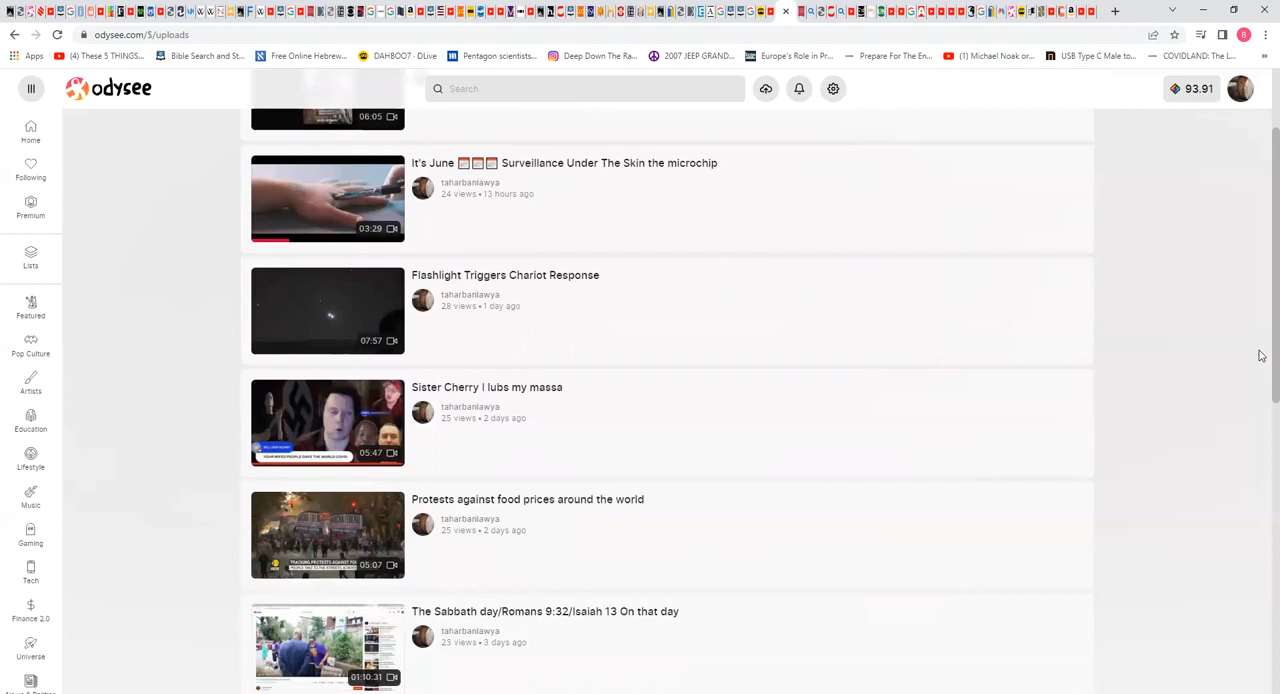 odysee.com/$/uploads
Apps
(4) These 5 THINGS...
Bible Search and St...
Free Online Hebrew...
DAHBOO7 - DLive
Pentagon scientists...
Deep Down The Ra...
2007 JEEP GRAND...
Europe's Role in Pr...
Prepare For The En...
(1) Michael Noak or...
USB Type C Male to...
COVIDLAND: The L...
odysee
Search
93.91
Home
Following
Premium
Lists
Featured
Pop Culture
Artists
Education
Lifestyle
Music
Gaming
Tech
Finance 2.0
Universe
News & Politics
06:05
It's June 🗓🗓🗓 Surveillance Under The Skin the microchip
taharbanlawya
24 views • 13 hours ago
03:29
Flashlight Triggers Chariot Response
taharbanlawya
28 views • 1 day ago
07:57
Sister Cherry I lubs my massa
taharbanlawya
25 views • 2 days ago
05:47
Protests against food prices around the world
taharbanlawya
25 views • 2 days ago
TRACKING PROTESTS AGAINST
05:07
The Sabbath day/Romans 9:32/Isaiah 13 On that day
taharbanlawya
23 views • 3 days ago
01:10:31